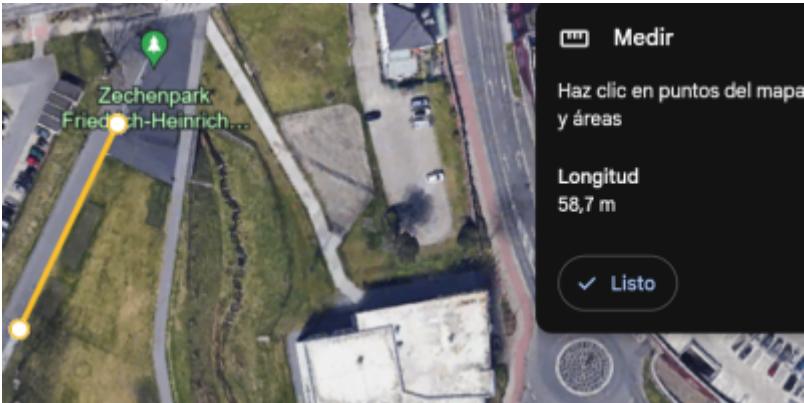 Zechenpark
Friedrich-Heinrich...
Medir
Haz clic en puntos del mapa
y áreas
Longitud
58,7 m
Listo